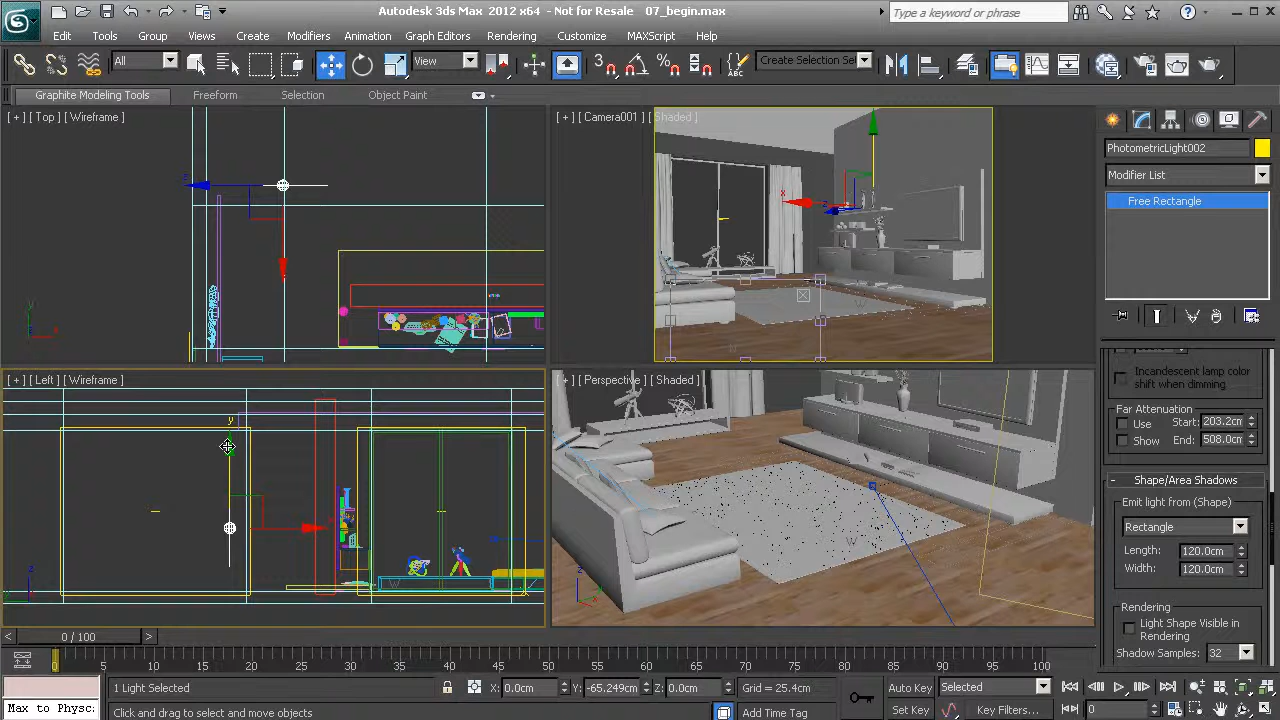 Autodesk 3ds Max 2012 x64 - Not for Resale 07_begin.max
Type a keyword or phrase
Edit Tools Group Views Create Modifiers Animation Graph Editors Rendering Customize MAXScript Help
All View Create Selection Se
Graphite Modeling Tools Freeform Selection Object Paint
[ + ] [ Top ] [ Wireframe ]
[ + ] [ Camera001 ] [ Shaded ]
PhotometricLight002
Modifier List
Free Rectangle
[ + ] [ Left ] [ Wireframe ]
[ + ] [ Perspective ] [ Shaded ]
Incandescent lamp color
shift when dimming
Far Attenuation
Use Start: 203.2cm
Show End: 508.0cm
- Shape/Area Shadows
Emit light from (Shape)
Rectangle
Length: 120.0cm
Width: 120.0cm
Rendering
Light Shape Visible in
Rendering
Shadow Samples: 32
< 0 / 100 >
0 5 10 15 20 25 30 35 40 45 50 55 60 65 70 75 80 85 90 95 100
1 Light Selected X: 0.0cm Y: -65.249cm Z: 0.0cm Grid = 25.4cm Auto Key Selected
Max to Physc: Click and drag to select and move objects Add Time Tag Set Key Key Filters... 0